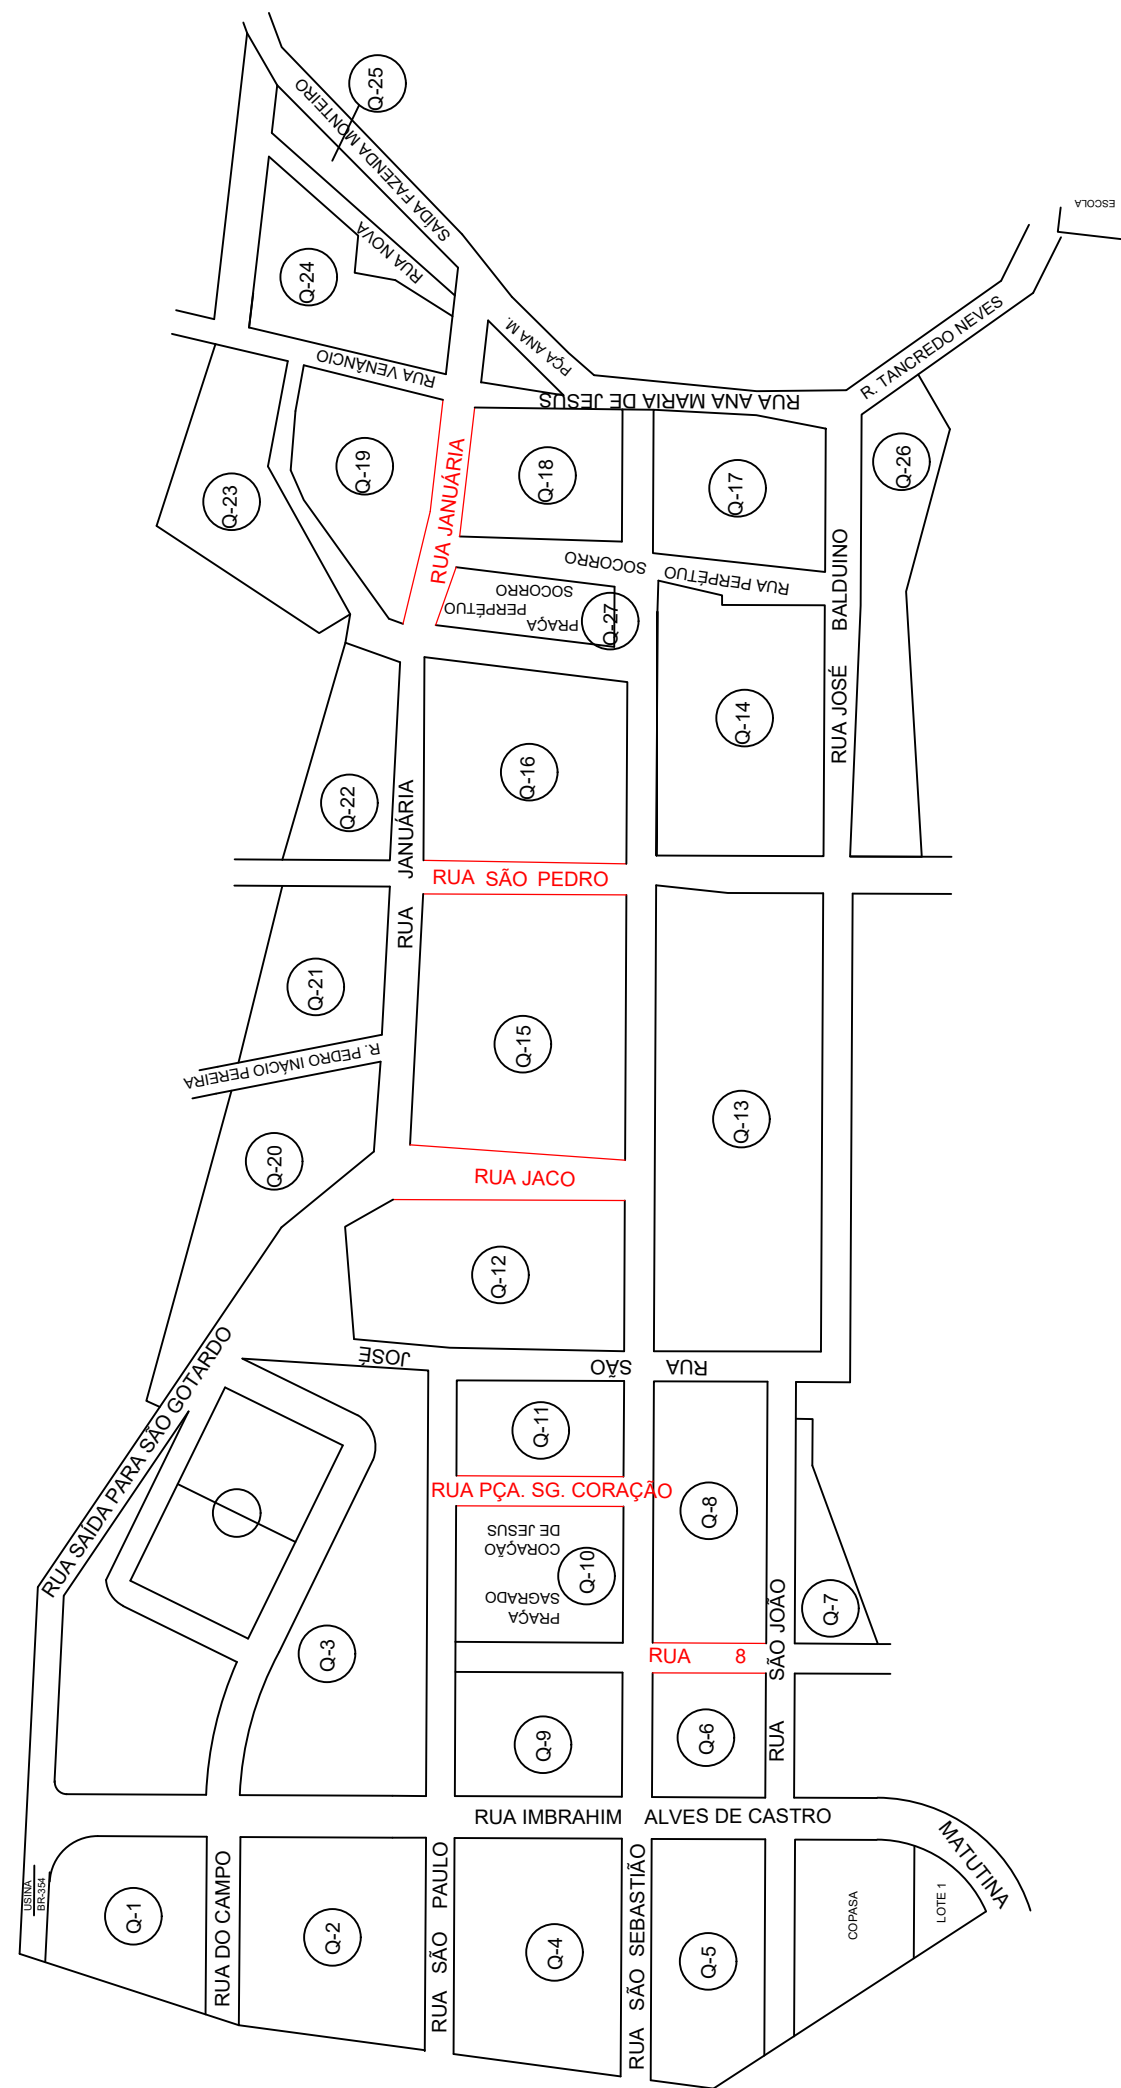 Q-25
SAÍDA FAZENDA MONTEIRO
ESCOLA
RUA NOVA
Q-24
PÇA ANA M.
RUA VENÂNCIO
R. TANCREDO NEVES
RUA ANA MARIA DE JESUS
Q-19
Q-23
RUA JANUÁRIA
Q-18
Q-17
Q-26
RUA PERPÉTUO SOCORRO
PRAÇA
PERPÉTUO
SOCORRO
Q-27
RUA JOSÉ BALDUINO
Q-14
Q-16
Q-22
RUA JANUÁRIA
RUA SÃO PEDRO
Q-21
Q-15
R. PEDRO INÁCIO PEREIRA
Q-13
Q-20
RUA JACO
Q-12
RUA SÃO JOSÉ
RUA SAÍDA PARA SÃO GOTARDO
Q-11
RUA PÇA. SG. CORAÇÃO
Q-8
PRAÇA
SAGRADO
CORAÇÃO
DE JESUS
Q-10
Q-7
Q-3
RUA 8
RUA SÃO JOÃO
Q-9
Q-6
RUA IMBRAHIM ALVES DE CASTRO
MATUTINA
USINA
BR-354
Q-1
RUA DO CAMPO
Q-2
RUA SÃO PAULO
Q-4
RUA SÃO SEBASTIÃO
Q-5
COPASA
LOTE 1